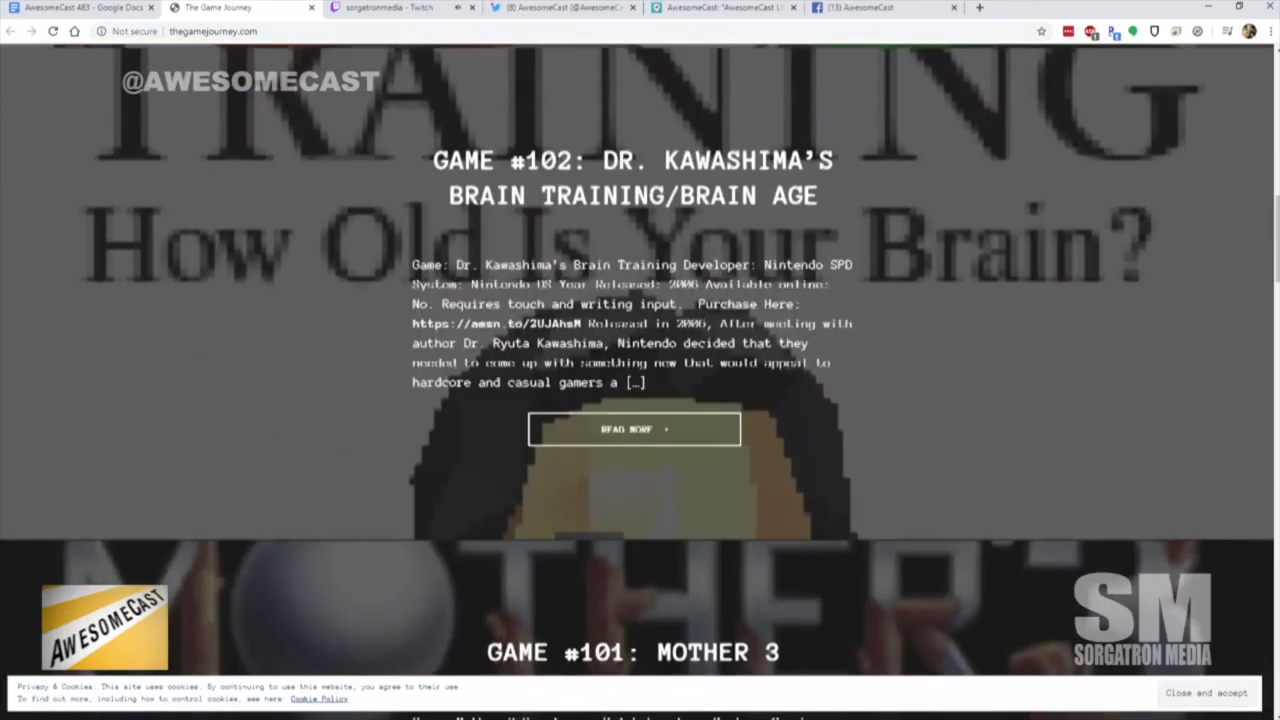 AwesomeCast 483 - Google Docs
The Game Journey
sorgatronmedia - Twitch
(8) AwesomeCast (@AwesomeCa
AwesomeCast: "AwesomeCast Li
(13) AwesomeCast
Not secure | thegamejourney.com
TRAINING
@AWESOMECAST
GAME #102: DR. KAWASHIMA'S
BRAIN TRAINING/BRAIN AGE
How Old Is Your Brain?
Game: Dr. Kawashima's Brain Training Developer: Nintendo SPD
System: Nintendo DS Year Released: 2006 Available online:
No. Requires touch and writing input. Purchase Here:
https://amzn.to/2UJAhsM Released in 2006, After meeting with
author Dr. Ryuta Kawashima, Nintendo decided that they
needed to come up with something new that would appeal to
hardcore and casual gamers a […]
READ MORE
MOTHER 3
AWESOMECAST
SM
SORGATRON MEDIA
GAME #101: MOTHER 3
Privacy & Cookies: This site uses cookies. By continuing to use this website, you agree to their use.
To find out more, including how to control cookies, see here: Cookie Policy
Close and accept